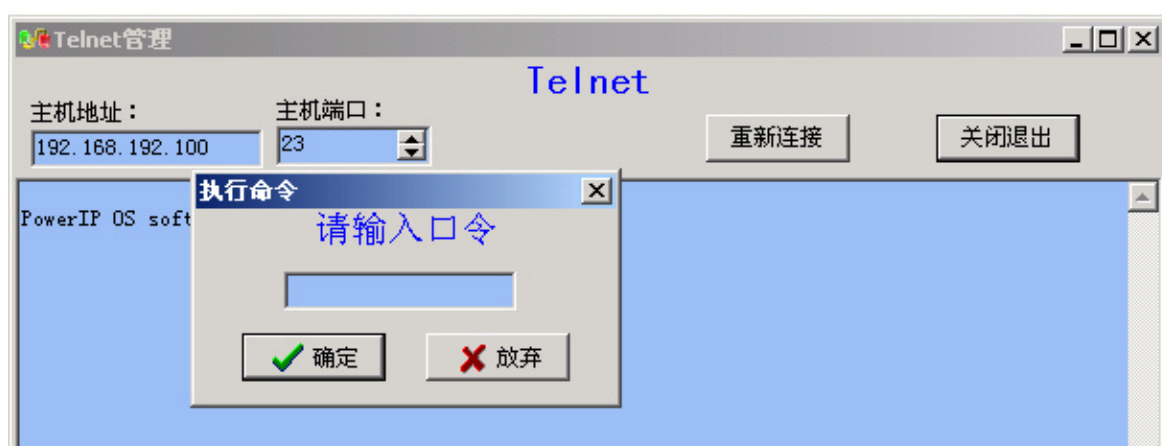 Telnet管理
Telnet
主机地址：
主机端口：
192.168.192.100
23
重新连接
关闭退出
执行命令
PowerIP OS soft
请输入口令
确定
放弃